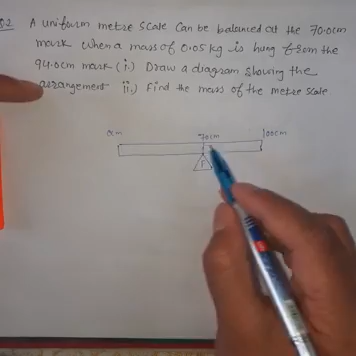 Q2 A uniform metre scale can be balanced at the 70.0cm
mark when a mass of 0.05 kg is hung from the
94.0cm mark (i.) Draw a diagram showing the
arrangement (ii.) Find the mass of the metre scale
70cm 100cm
F